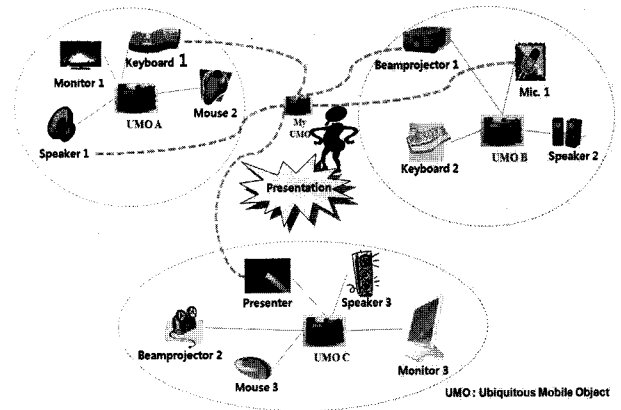 Monitor 1
Keyboard 1
UMO A
Mouse 2
Speaker 1
My
UMO
Beamprojector 1
Mic. 1
Keyboard 2
UMO B
Speaker 2
Presentation
Presenter
Speaker 3
Beamprojector 2
UMO C
Mouse 3
Monitor 3
UMO : Ubiquitous Mobile Object